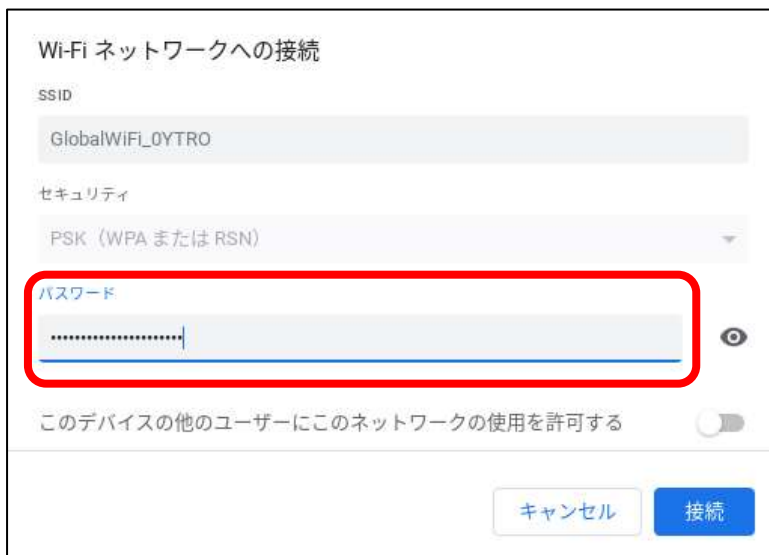 Wi-Fi ネットワークへの接続
SSID
GlobalWiFi_0YTRO
セキュリティ
PSK（WPA または RSN）
パスワード
••••••••••••••••••••••
このデバイスの他のユーザーにこのネットワークの使用を許可する
キャンセル
接続